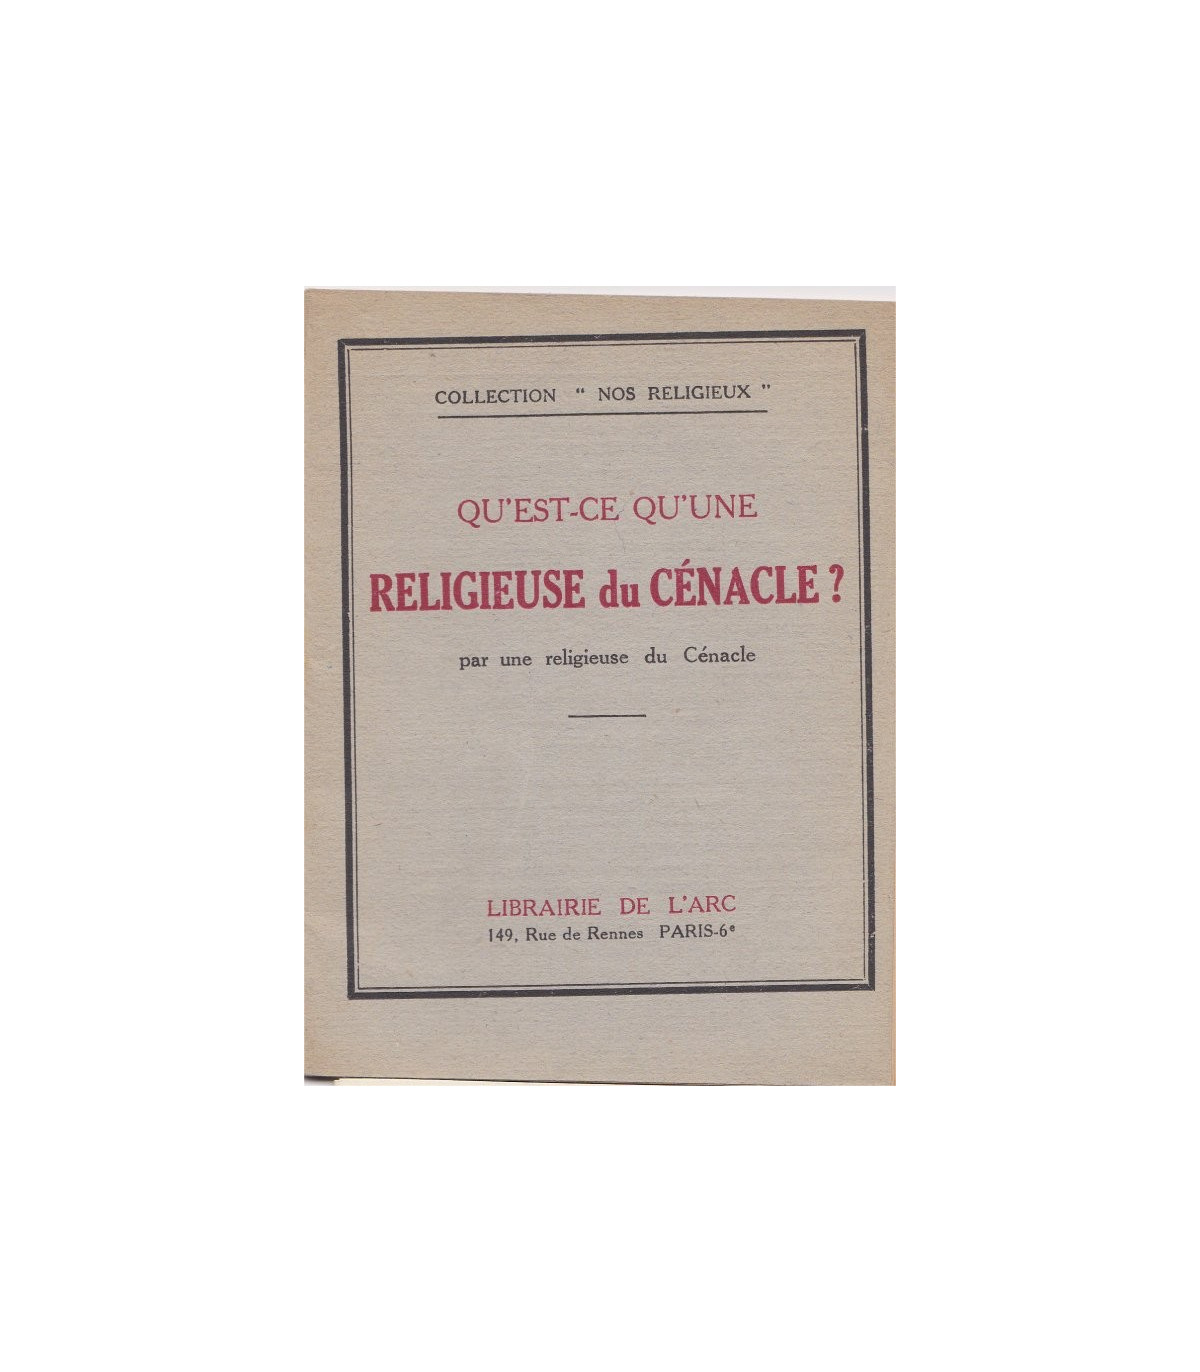 COLLECTION " NOS RELIGIEUX "
QU'EST-CE QU'UNE
RELIGIEUSE du CÉNACLE ?
par une religieuse du Cénacle
LIBRAIRIE DE L'ARC
149, Rue de Rennes PARIS-6e